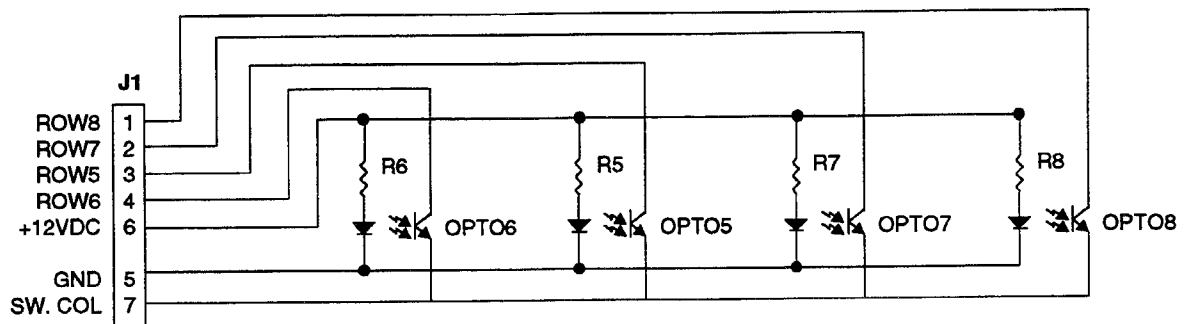 J1
ROW8 1
ROW7 2
ROW5 3
ROW6 4
+12VDC 6
GND 5
SW. COL 7
R6
R5
R7
R8
OPTO6
OPTO5
OPTO7
OPTO8